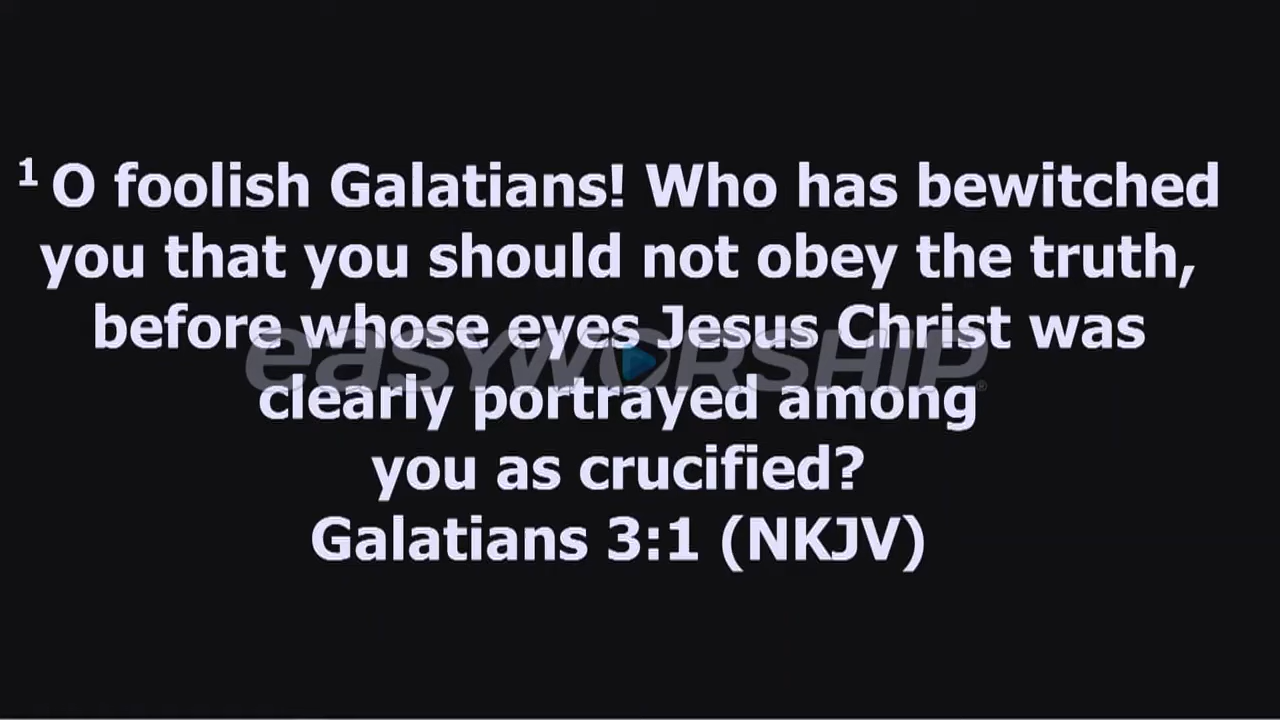 1 O foolish Galatians! Who has bewitched
you that you should not obey the truth,
before whose eyes Jesus Christ was
easyworship®
clearly portrayed among
you as crucified?
Galatians 3:1 (NKJV)